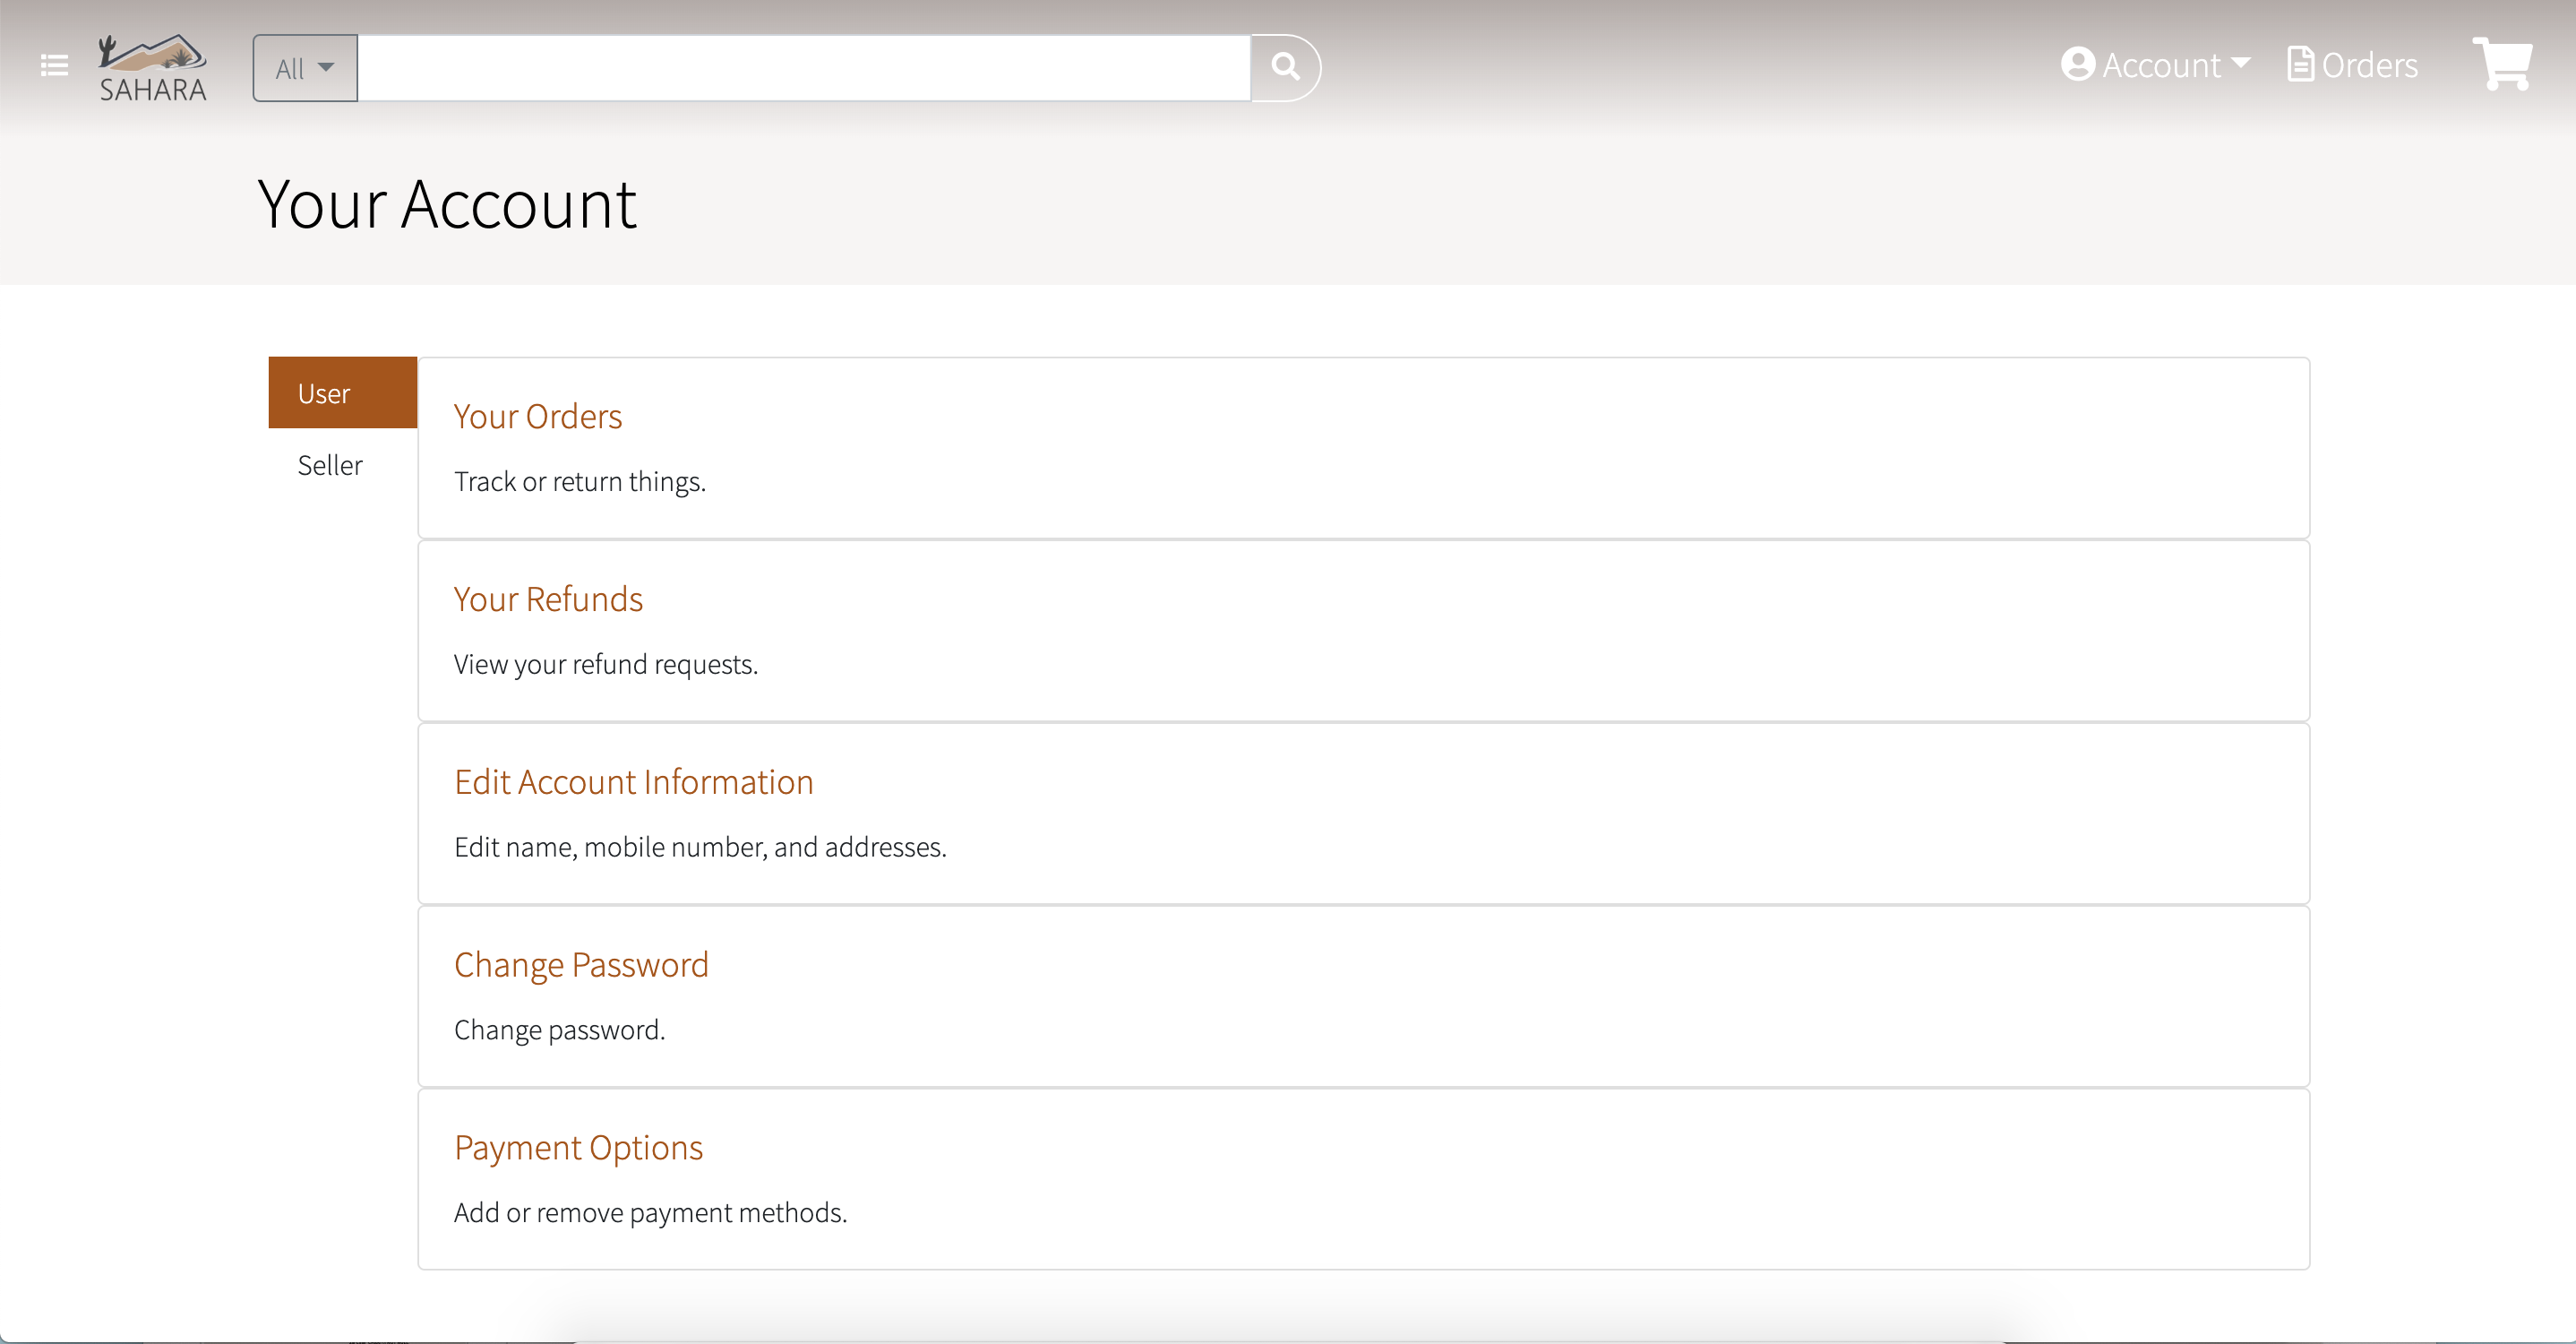 SAHARA
All
Account
Orders
Your Account
User
Seller
Your Orders
Track or return things.
Your Refunds
View your refund requests.
Edit Account Information
Edit name, mobile number, and addresses.
Change Password
Change password.
Payment Options
Add or remove payment methods.